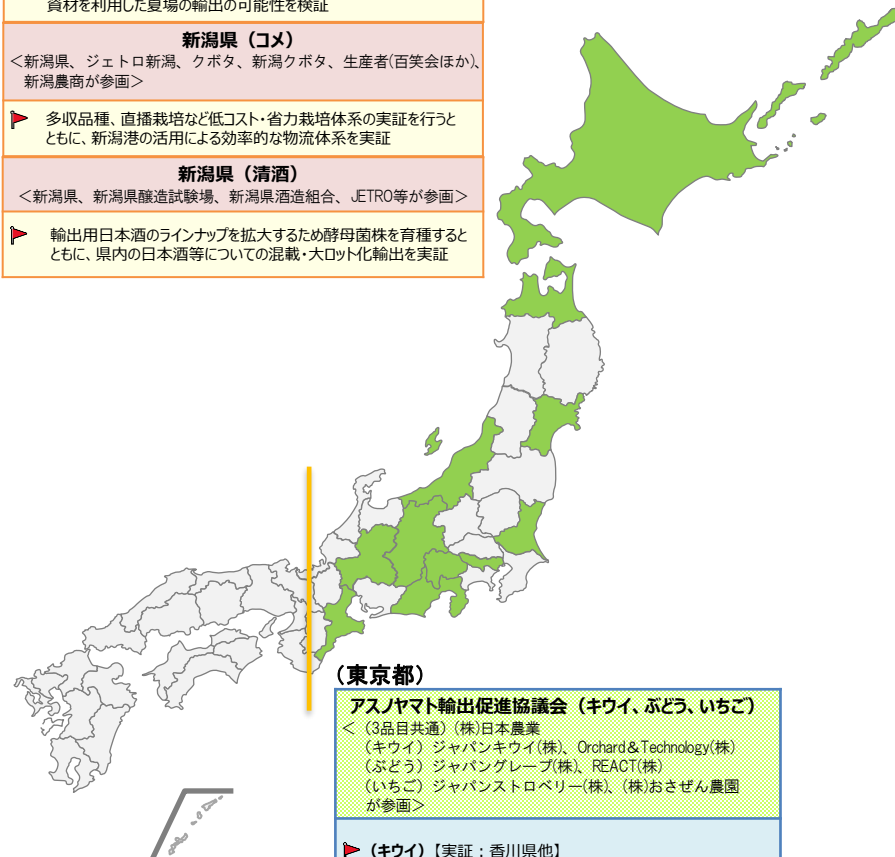 資材を利用した夏場の輸出の可能性を検証
新潟県（コメ）
＜新潟県、ジェトロ新潟、クボタ、新潟クボタ、生産者(百笑会ほか)、
新潟農商が参画＞
多収品種、直播栽培など低コスト・省力栽培体系の実証を行うと
ともに、新潟港の活用による効率的な物流体系を実証
新潟県（清酒）
＜新潟県、新潟県醸造試験場、新潟県酒造組合、JETRO等が参画＞
輸出用日本酒のラインナップを拡大するため酵母菌株を育種すると
ともに、県内の日本酒等についての混載・大ロット化輸出を実証
（東京都）
アスノヤマト輸出促進協議会（キウイ、ぶどう、いちご）
＜（3品目共通）(株)日本農業
（キウイ）ジャパンキウイ(株)、Orchard＆Technology(株)
（ぶどう）ジャパングレープ(株)、REACT(株)
（いちご）ジャパンストロベリー(株)、(株)おさぜん農園
が参画＞
（キウイ）【実証：香川県他】